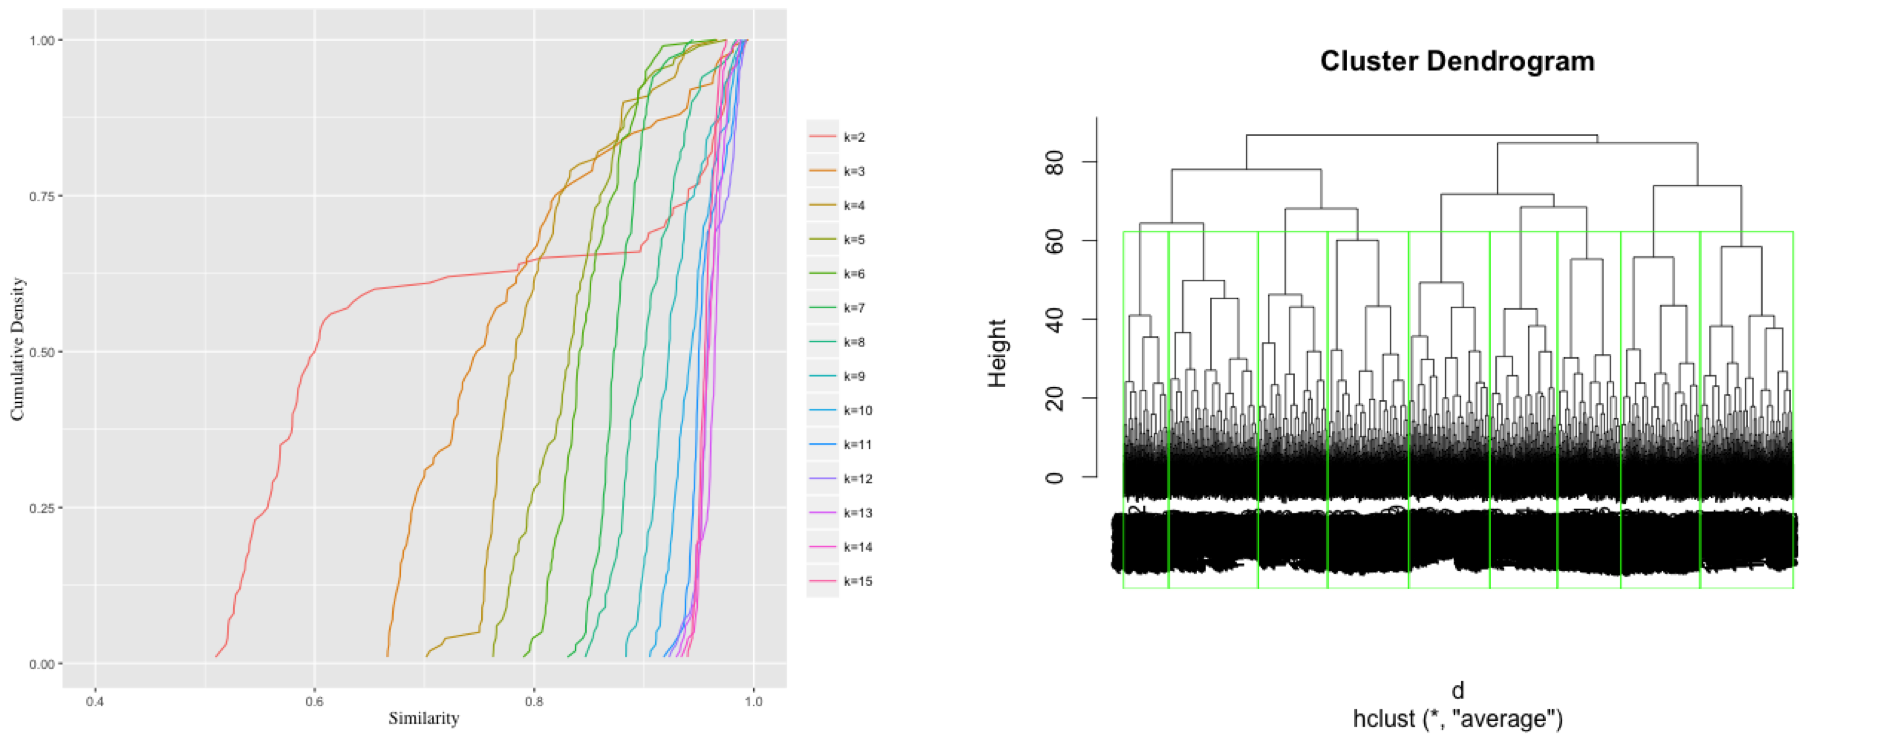 1.00
0.75
0.50
0.25
0.00
Cumulative Density
0.4
0.6
0.8
1.0
Similarity
k=2
k=3
k=4
k=5
k=6
k=7
k=8
k=9
k=10
k=11
k=12
k=13
k=14
k=15
Cluster Dendrogram
80
60
40
20
0
Height
d
hclust (*, "average")